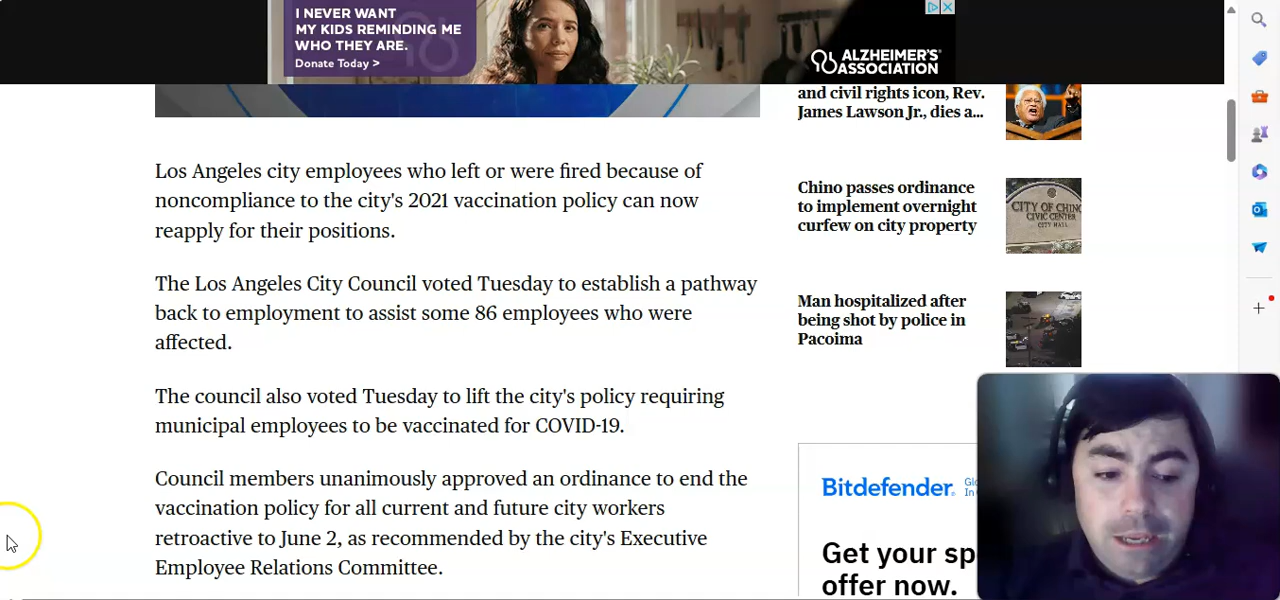 I NEVER WANT
MY KIDS REMINDING ME
WHO THEY ARE.
Donate Today >
ALZHEIMER'S
ASSOCIATION
Los Angeles city employees who left or were fired because of
noncompliance to the city's 2021 vaccination policy can now
reapply for their positions.
The Los Angeles City Council voted Tuesday to establish a pathway
back to employment to assist some 86 employees who were
affected.
The council also voted Tuesday to lift the city's policy requiring
municipal employees to be vaccinated for COVID-19.
Council members unanimously approved an ordinance to end the
vaccination policy for all current and future city workers
retroactive to June 2, as recommended by the city's Executive
Employee Relations Committee.
and civil rights icon, Rev.
James Lawson Jr., dies a...
Chino passes ordinance
to implement overnight
curfew on city property
CITY OF CHINO
CIVIC CENTER
CITY HALL
Man hospitalized after
being shot by police in
Pacoima
Bitdefender
Get your sp
offer now.